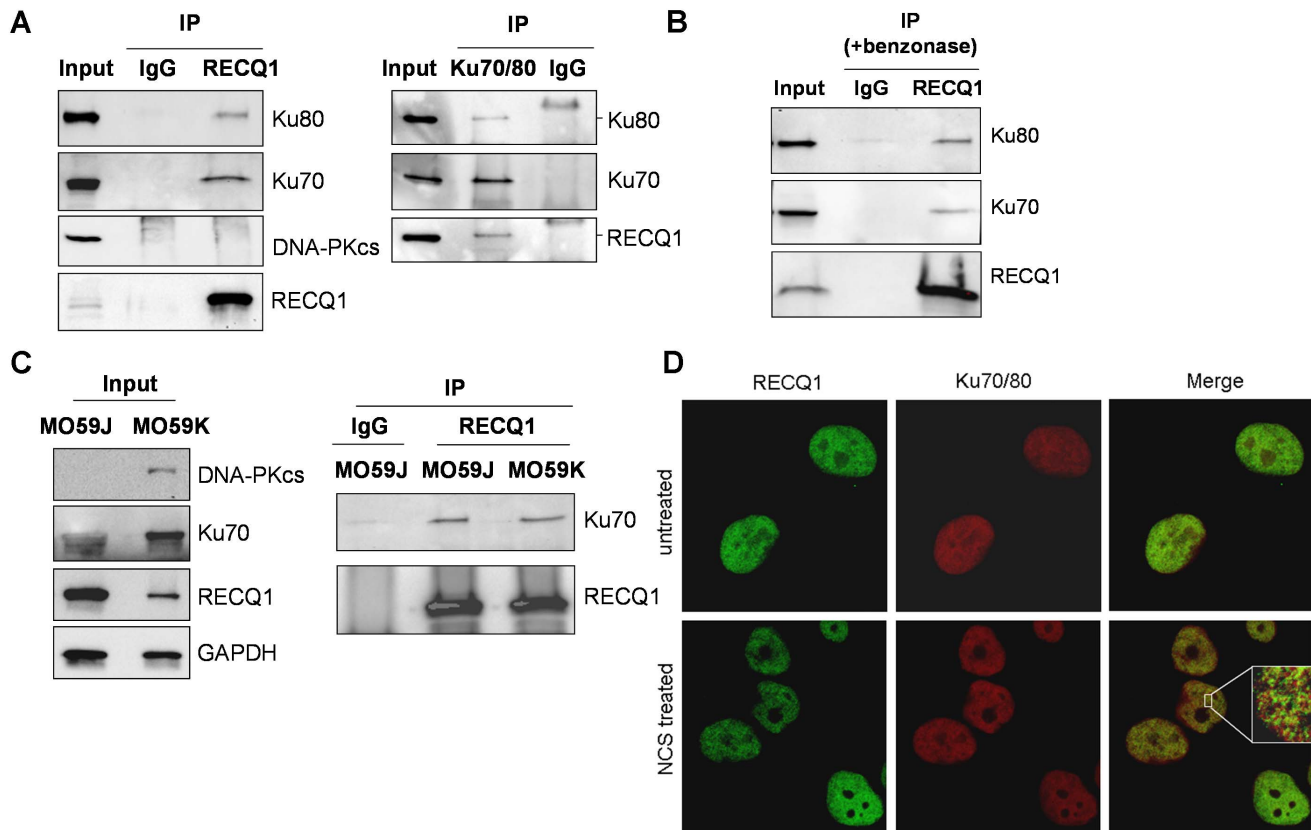 A
IP
Input IgG RECQ1
Ku80
Ku70
DNA-PKcs
RECQ1
IP
Input Ku70/80 IgG
Ku80
Ku70
RECQ1
B
IP
(+benzonase)
Input IgG RECQ1
Ku80
Ku70
RECQ1
C
Input
MO59J MO59K
DNA-PKcs
Ku70
RECQ1
GAPDH
IP
IgG RECQ1
MO59J MO59J MO59K
Ku70
RECQ1
D
RECQ1 Ku70/80 Merge
untreated
NCS treated